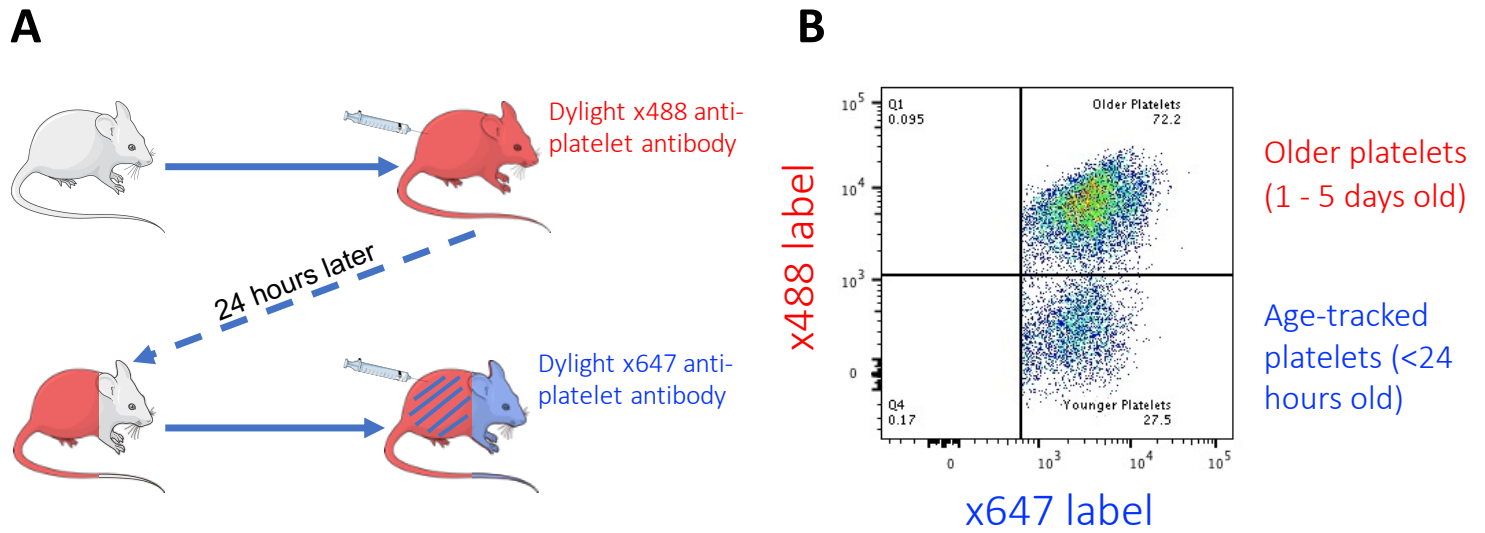 A
Dylight x488 anti-
platelet antibody
24 hours later
Dylight x647 anti-
platelet antibody
B
x488 label
10^5
10^4
10^3
0
Q1
0.095
Older Platelets
72.2
Q4
0.17
Younger Platelets
27.5
0
10^3
10^4
10^5
x647 label
Older platelets
(1 - 5 days old)
Age-tracked
platelets (<24
hours old)